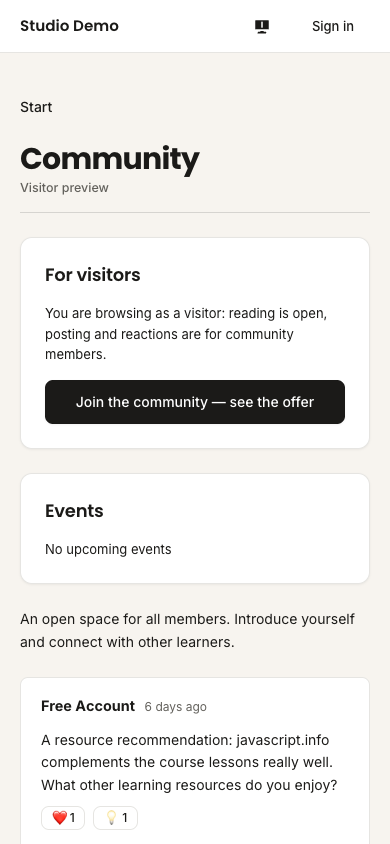 Studio Demo
Sign in
Start
Community
Visitor preview
For visitors
You are browsing as a visitor: reading is open,
posting and reactions are for community
members.
Join the community — see the offer
Events
No upcoming events
An open space for all members. Introduce yourself
and connect with other learners.
Free Account 6 days ago
A resource recommendation: javascript.info
complements the course lessons really well.
What other learning resources do you enjoy?
❤️ 1 💡 1